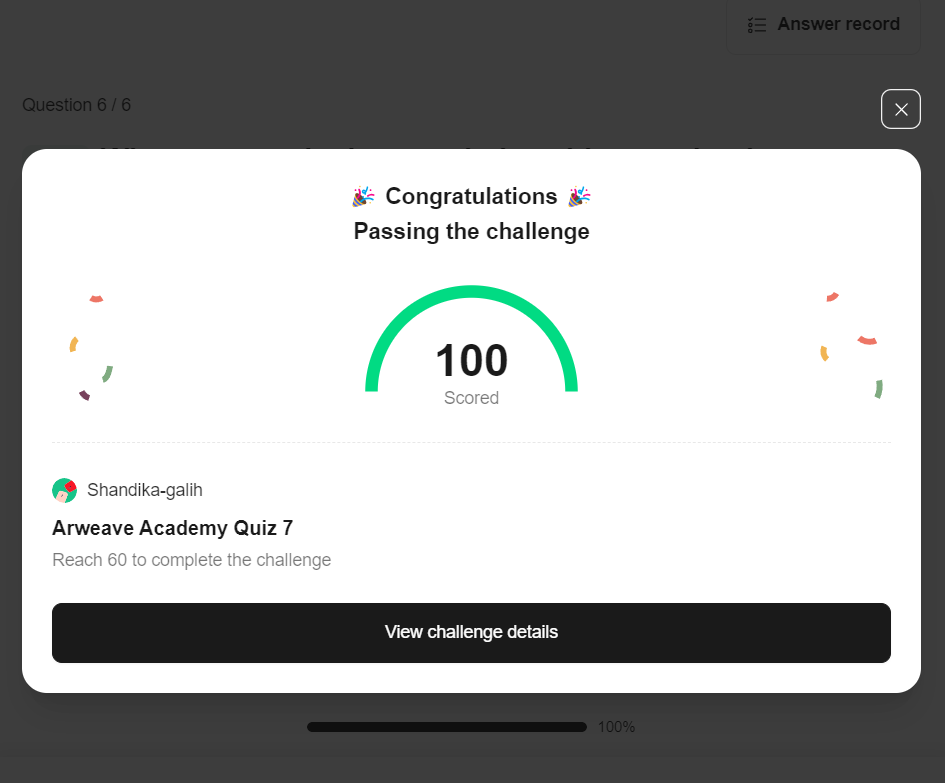 Answer record
Question 6 / 6
Congratulations
Passing the challenge
100
Scored
Shandika-galih
Arweave Academy Quiz 7
Reach 60 to complete the challenge
View challenge details
100%